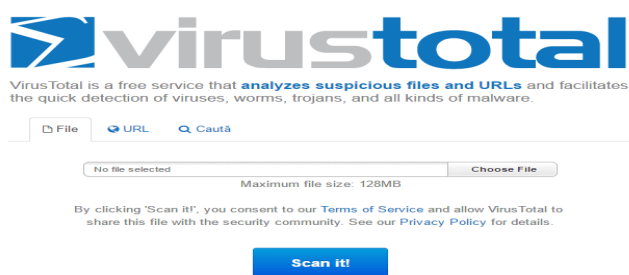 virustotal
VirusTotal is a free service that analyzes suspicious files and URLs and facilitates
the quick detection of viruses, worms, trojans, and all kinds of malware.
File URL Caută
No file selected Choose File
Maximum file size: 128MB
By clicking 'Scan it!', you consent to our Terms of Service and allow VirusTotal to
share this file with the security community. See our Privacy Policy for details.
Scan it!